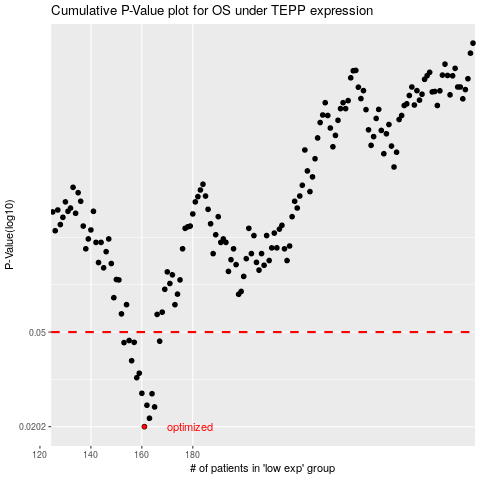 Cumulative P-Value plot for OS under TEPP expression
P-Value(log10)
0.05
0.0202
optimized
120 140 160 180
# of patients in 'low exp' group